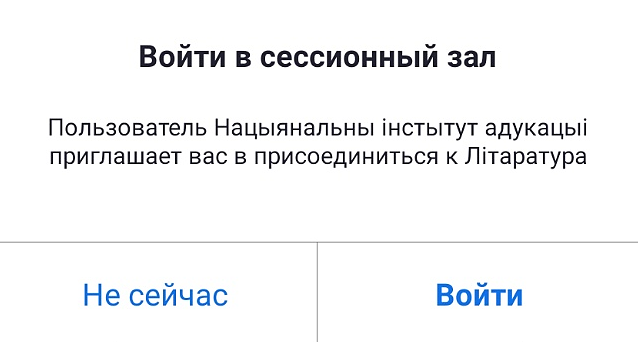 Войти в сессионный зал
Пользователь Нацыянальны інстытут адукацыі
приглашает вас в присоединиться к Літаратура
Не сейчас
Войти